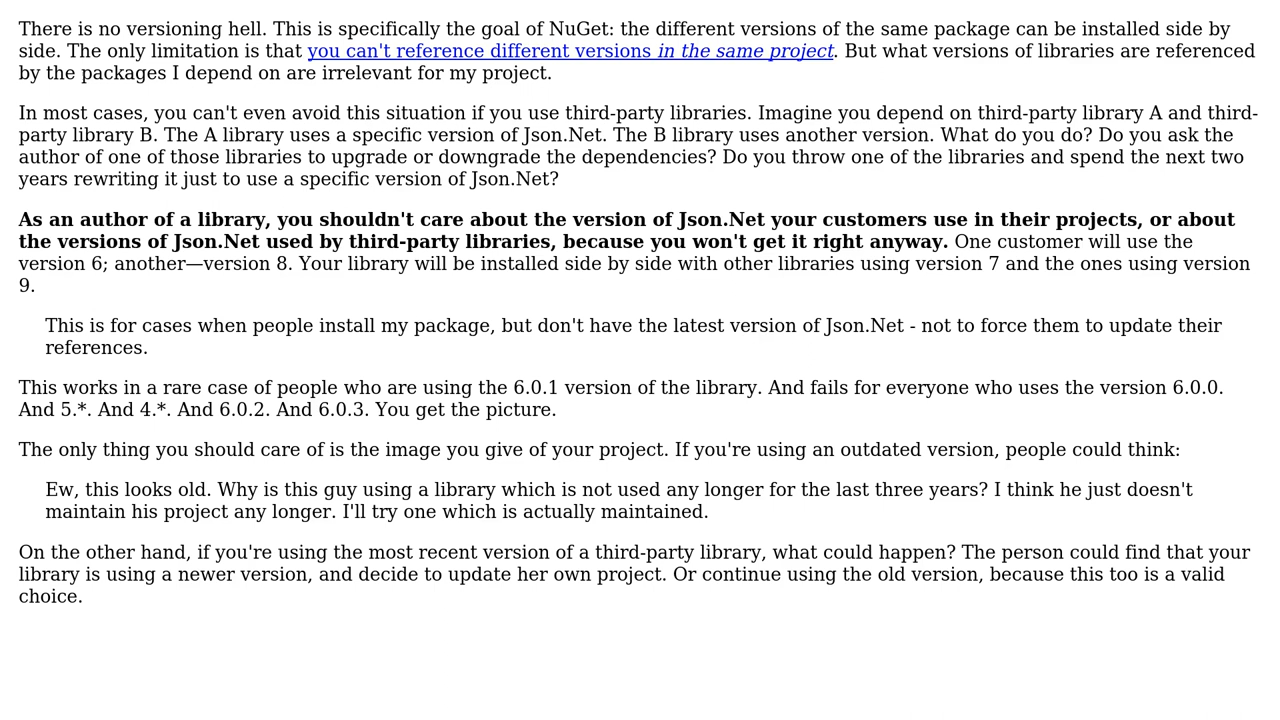 There is no versioning hell. This is specifically the goal of NuGet: the different versions of the same package can be installed side by
side. The only limitation is that you can't reference different versions in the same project. But what versions of libraries are referenced
by the packages I depend on are irrelevant for my project.
In most cases, you can't even avoid this situation if you use third-party libraries. Imagine you depend on third-party library A and third-
party library B. The A library uses a specific version of Json.Net. The B library uses another version. What do you do? Do you ask the
author of one of those libraries to upgrade or downgrade the dependencies? Do you throw one of the libraries and spend the next two
years rewriting it just to use a specific version of Json.Net?
As an author of a library, you shouldn't care about the version of Json.Net your customers use in their projects, or about
the versions of Json.Net used by third-party libraries, because you won't get it right anyway. One customer will use the
version 6; another—version 8. Your library will be installed side by side with other libraries using version 7 and the ones using version
9.
This is for cases when people install my package, but don't have the latest version of Json.Net - not to force them to update their
references.
This works in a rare case of people who are using the 6.0.1 version of the library. And fails for everyone who uses the version 6.0.0.
And 5.*. And 4.*. And 6.0.2. And 6.0.3. You get the picture.
The only thing you should care of is the image you give of your project. If you're using an outdated version, people could think:
Ew, this looks old. Why is this guy using a library which is not used any longer for the last three years? I think he just doesn't
maintain his project any longer. I'll try one which is actually maintained.
On the other hand, if you're using the most recent version of a third-party library, what could happen? The person could find that your
library is using a newer version, and decide to update her own project. Or continue using the old version, because this too is a valid
choice.